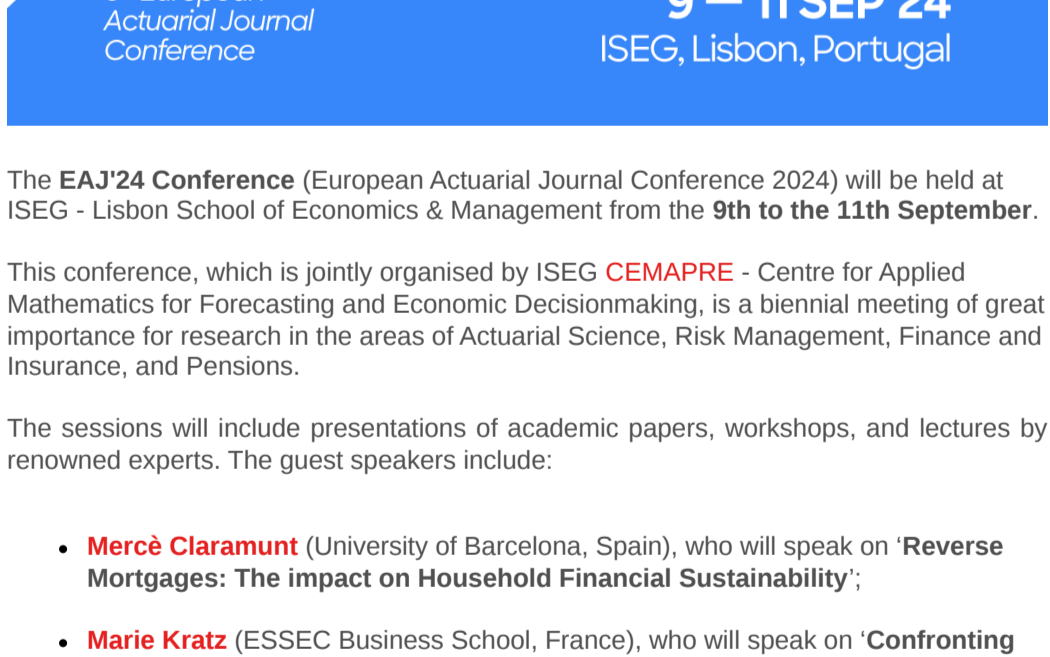 Actuarial Journal
Conference
9 — 11 SEP 24
ISEG, Lisbon, Portugal
The EAJ'24 Conference (European Actuarial Journal Conference 2024) will be held at
ISEG - Lisbon School of Economics & Management from the 9th to the 11th September.
This conference, which is jointly organised by ISEG CEMAPRE - Centre for Applied
Mathematics for Forecasting and Economic Decisionmaking, is a biennial meeting of great
importance for research in the areas of Actuarial Science, Risk Management, Finance and
Insurance, and Pensions.
The sessions will include presentations of academic papers, workshops, and lectures by
renowned experts. The guest speakers include:
• Mercè Claramunt (University of Barcelona, Spain), who will speak on ‘Reverse
Mortgages: The impact on Household Financial Sustainability’;
• Marie Kratz (ESSEC Business School, France), who will speak on ‘Confronting